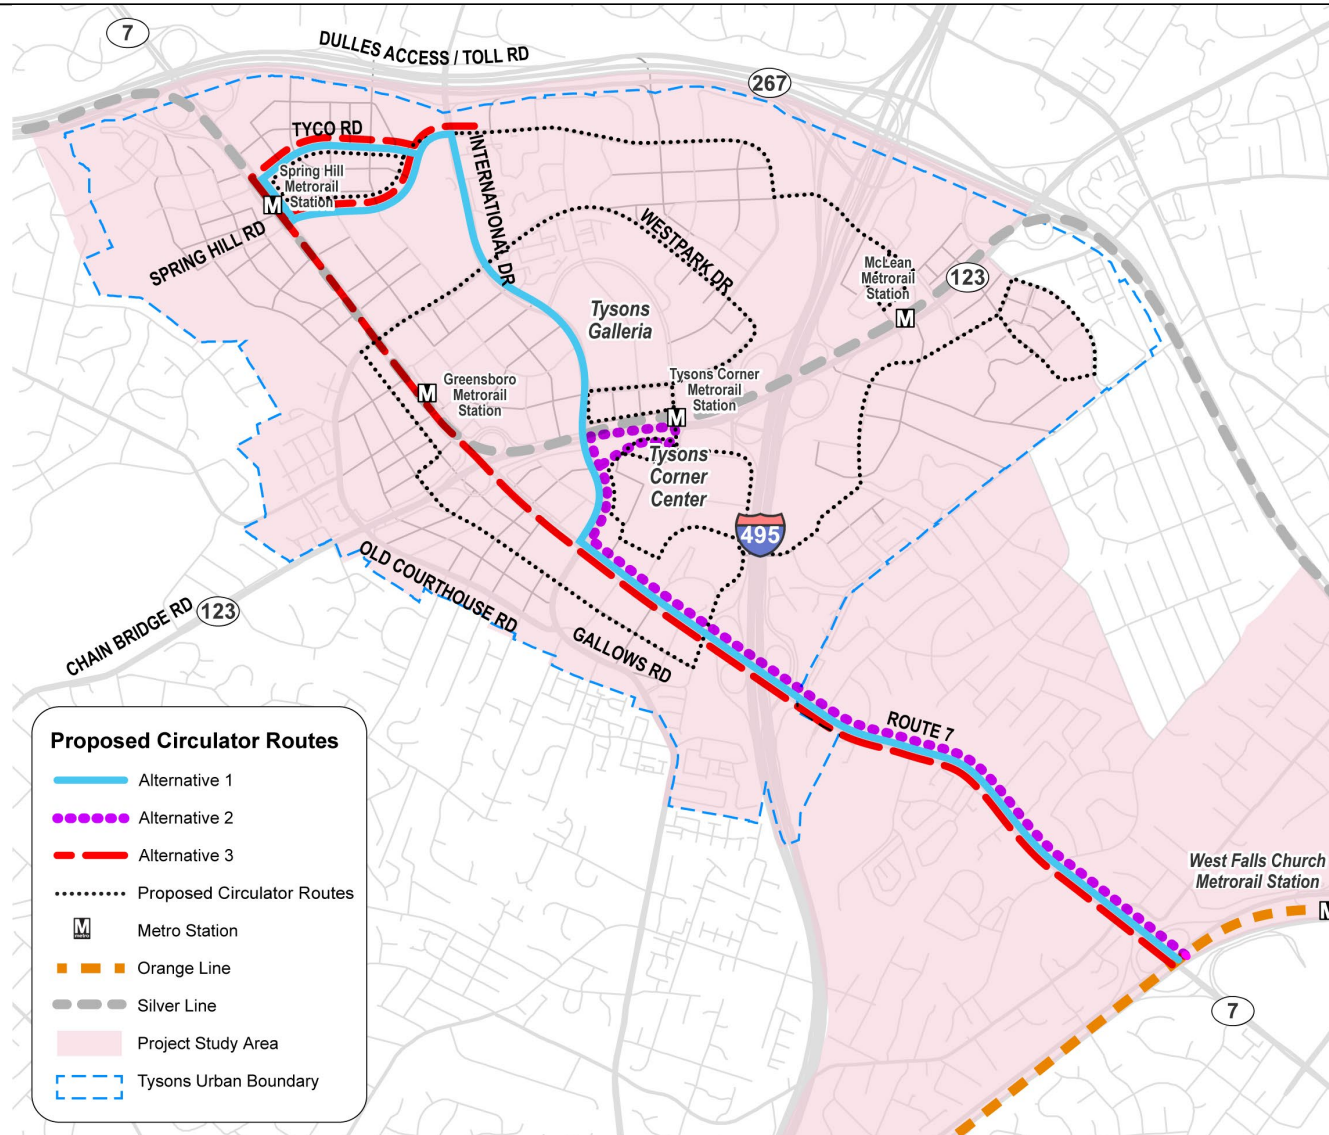 7
DULLES ACCESS / TOLL RD
267
TYCO RD
Spring Hill
Metrorail
Station
M
SPRING HILL RD
INTERNATIONAL DR
WESTPARK DR
McLean
Metrorail
Station
M
123
Tysons
Galleria
Greensboro
Metrorail
Station
M
Tysons Corner
Metrorail
Station
M
Tysons
Corner
Center
495
OLD COURTHOUSE RD
CHAIN BRIDGE RD
123
GALLOWS RD
ROUTE 7
West Falls Church
Metrorail Station
M
7
Proposed Circulator Routes
Alternative 1
Alternative 2
Alternative 3
Proposed Circulator Routes
M
Metro Station
Orange Line
Silver Line
Project Study Area
Tysons Urban Boundary